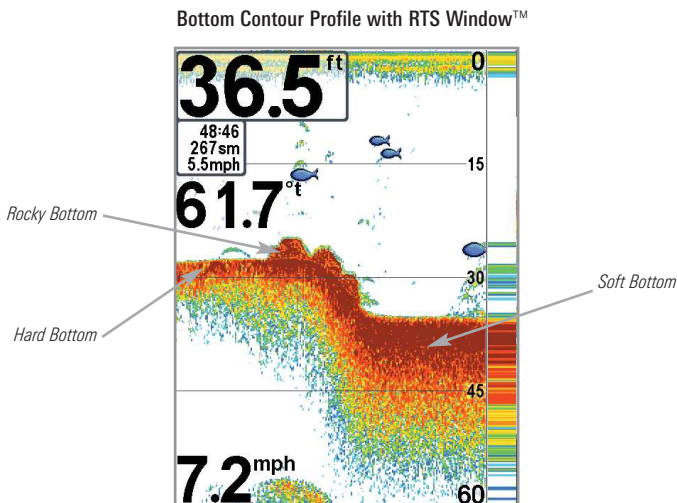 Bottom Contour Profile with RTS Window™
36.5 ft
0
48:46
267sm
5.5mph
15
61.7°t
Rocky Bottom
30
Soft Bottom
Hard Bottom
45
7.2 mph
60